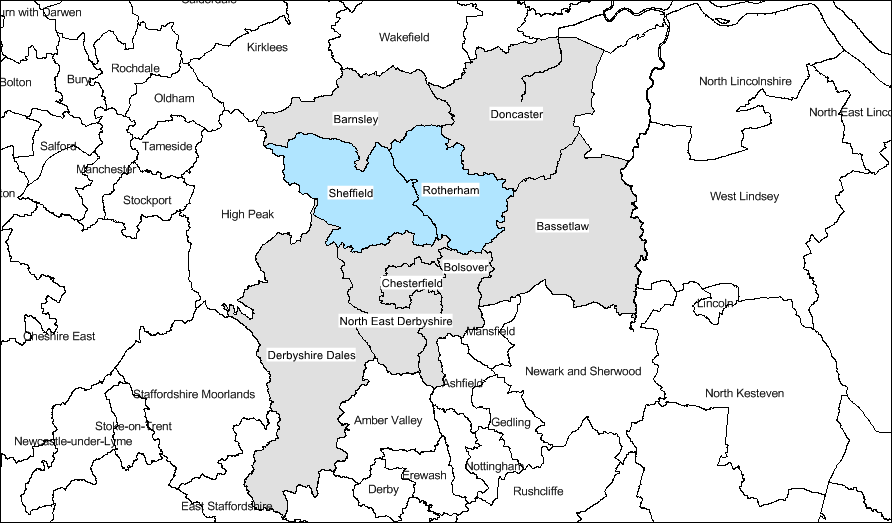 Calderdale
rn with Darwen
Wakefield
Kirklees
Rochdale
Bury
Bolton
North Lincolnshire
Oldham
North East Linco
Doncaster
Barnsley
Salford
Tameside
Manchester
ton
Sheffield
Rotherham
West Lindsey
Stockport
High Peak
Bassetlaw
Bolsover
Chesterfield
Lincoln
North East Derbyshire
Mansfield
Cheshire East
Derbyshire Dales
Newark and Sherwood
Ashfield
Staffordshire Moorlands
North Kesteven
Amber Valley
Gedling
Stoke-on-Trent
Newcastle-under-Lyme
Nottingham
Erewash
Derby
Rushcliffe
East Staffordshire